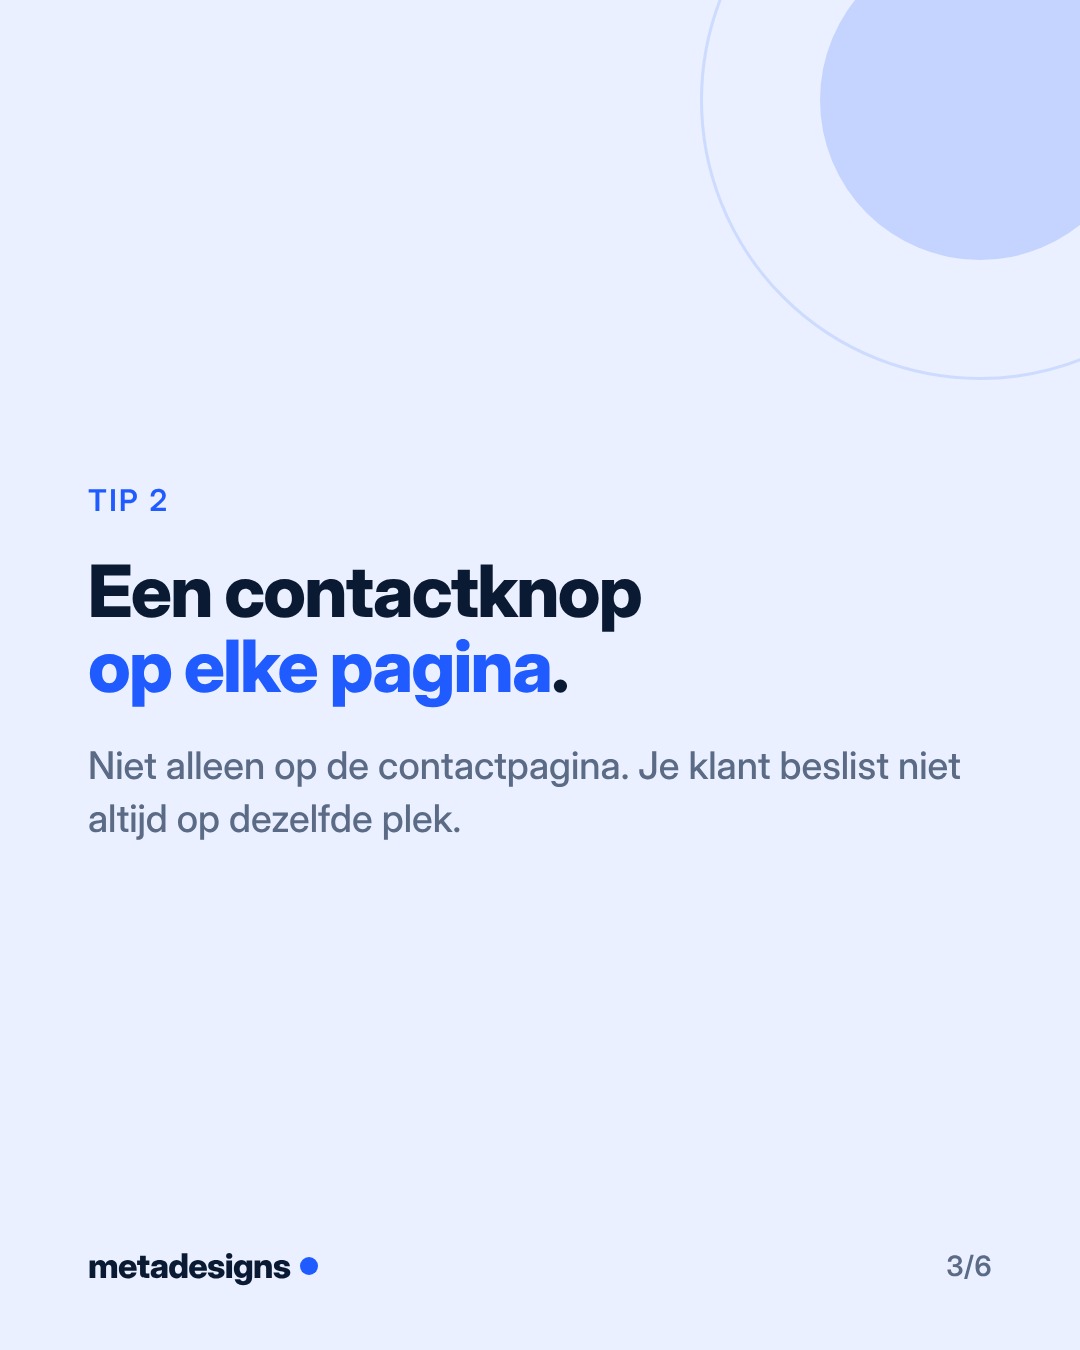 TIP 2
Een contactknop
op elke pagina.
Niet alleen op de contactpagina. Je klant beslist niet
altijd op dezelfde plek.
metadesigns
3/6